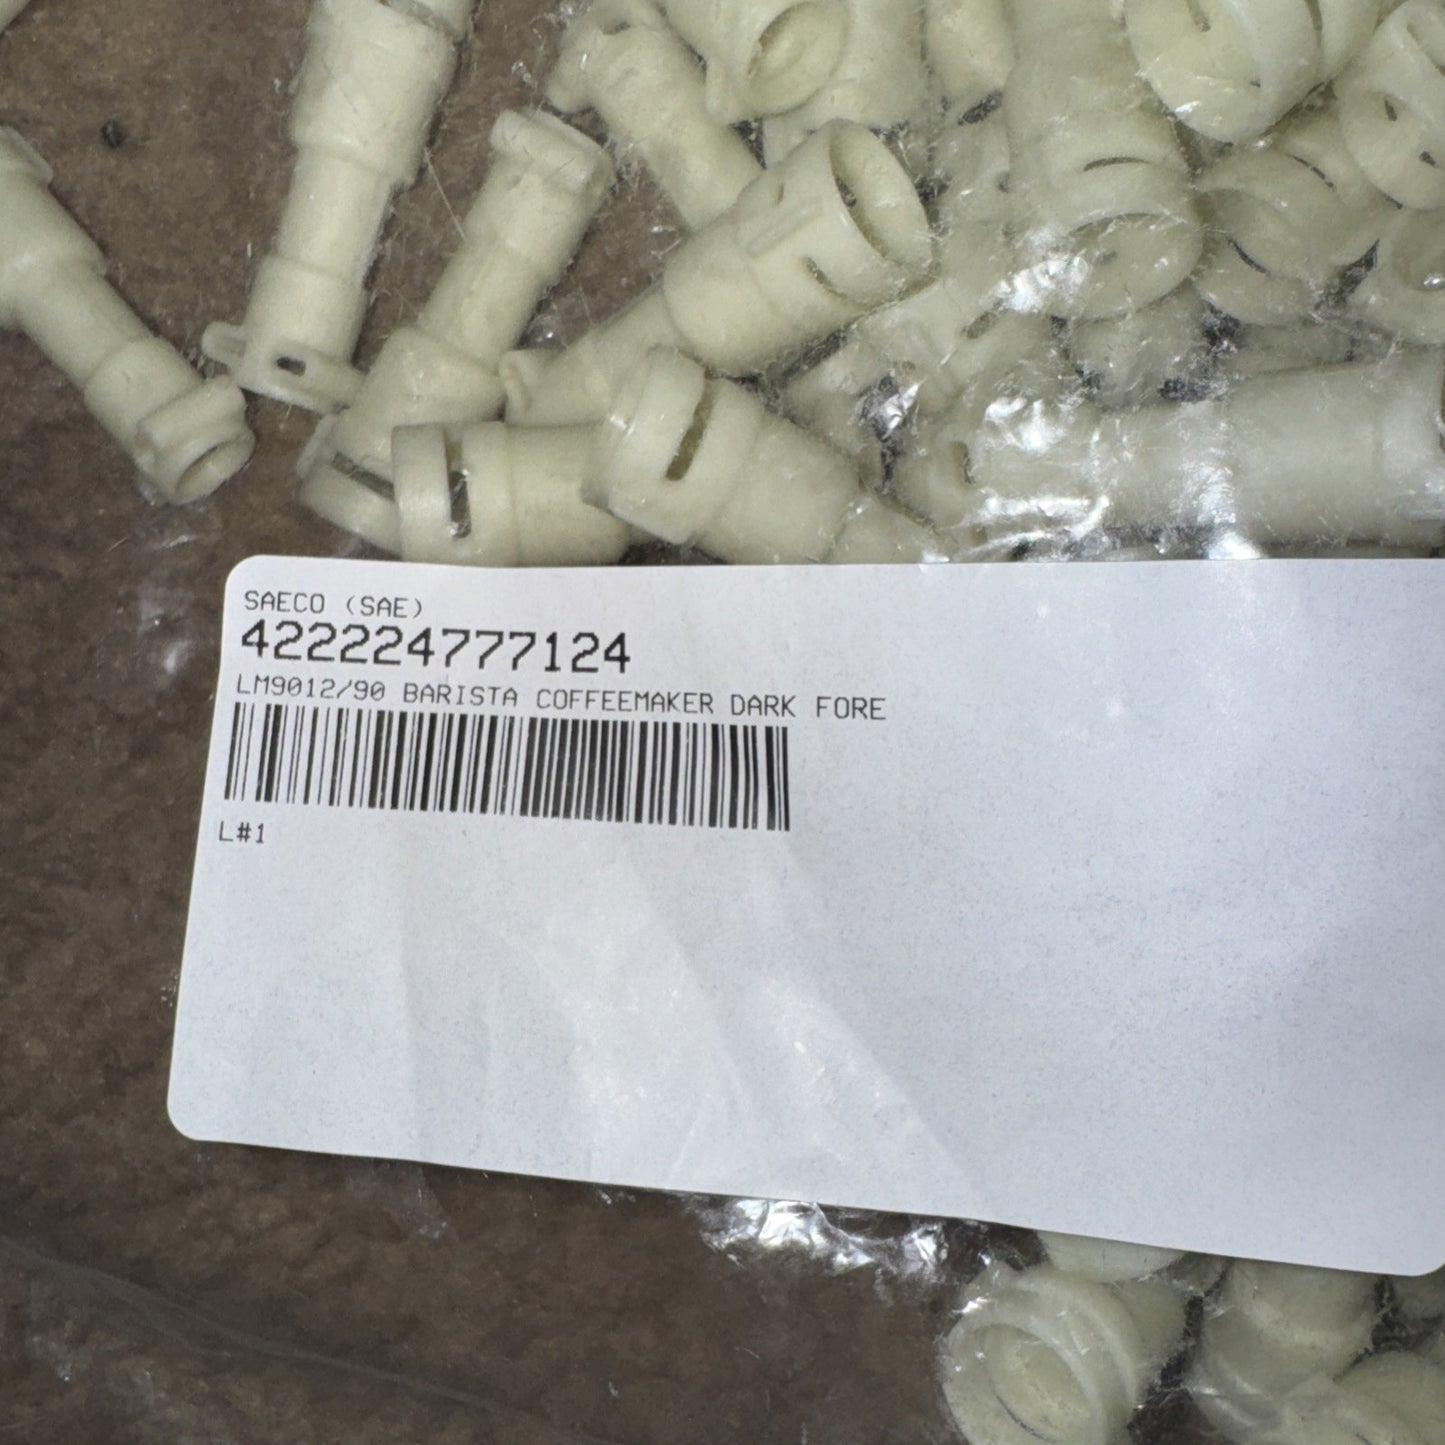 SAECO (SAE)
422224777124
LM9012/90 BARISTA COFFEEMAKER DARK FORE
L#1